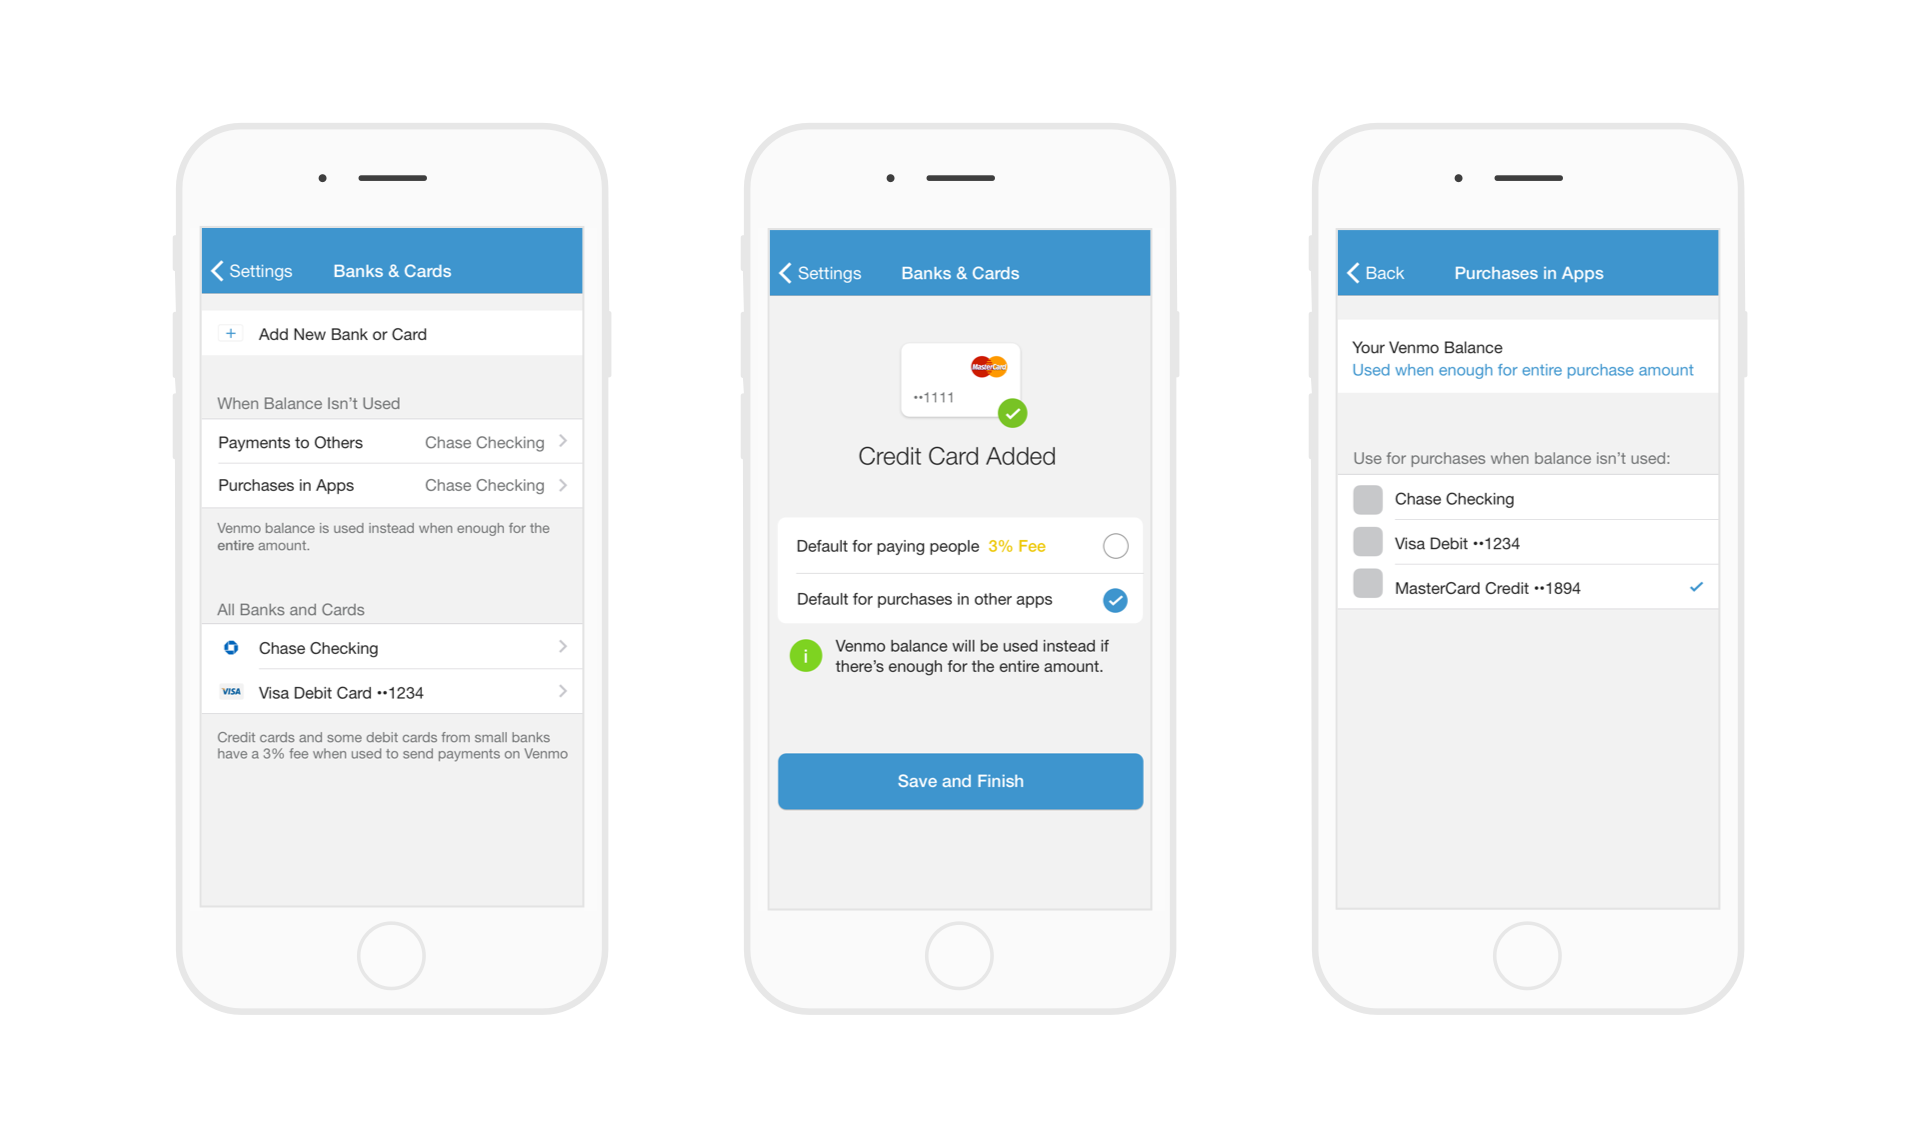 Settings
Banks & Cards
+
Add New Bank or Card
When Balance Isn't Used
Payments to Others Chase Checking
Purchases in Apps Chase Checking
Venmo balance is used instead when enough for the
entire amount.
All Banks and Cards
Chase Checking
VISA Visa Debit Card ••1234
Credit cards and some debit cards from small banks
have a 3% fee when used to send payments on Venmo
Settings
Banks & Cards
MasterCard
••1111
Credit Card Added
Default for paying people 3% Fee
Default for purchases in other apps
i
Venmo balance will be used instead if
there's enough for the entire amount.
Save and Finish
Back
Purchases in Apps
Your Venmo Balance
Used when enough for entire purchase amount
Use for purchases when balance isn't used:
Chase Checking
Visa Debit ••1234
MasterCard Credit ••1894